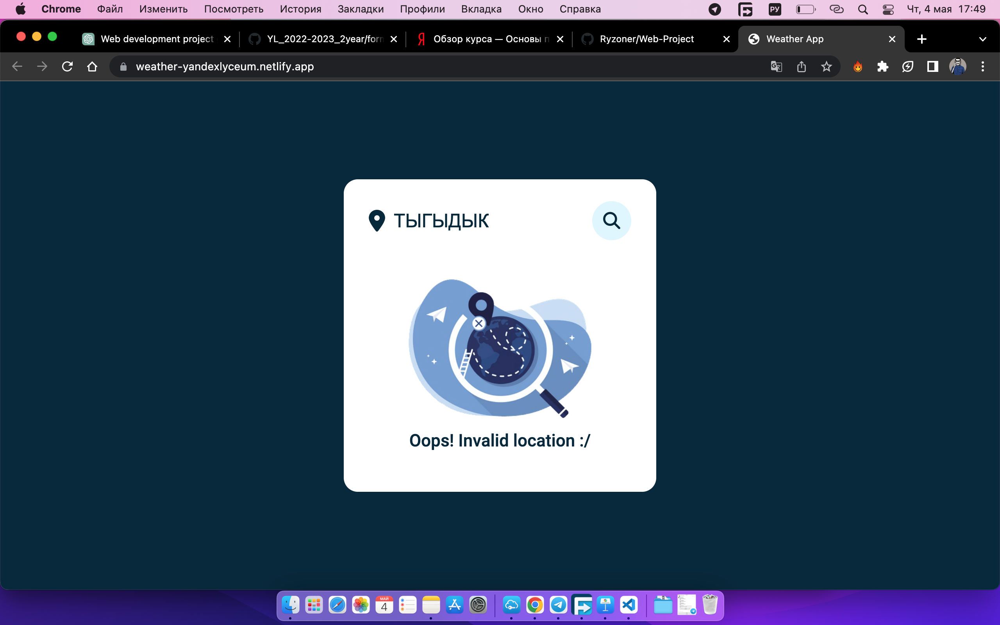 Chrome Файл Изменить Посмотреть История Закладки Профили Вкладка Окно Справка РУ Чт, 4 мая 17:49
Web development project YL_2022-2023_2year/forr Я Обзор курса — Основы п Ryzoner/Web-Project Weather App
weather-yandexlyceum.netlify.app
ТЫГЫДЫК
Oops! Invalid location :/
МАЙ
4